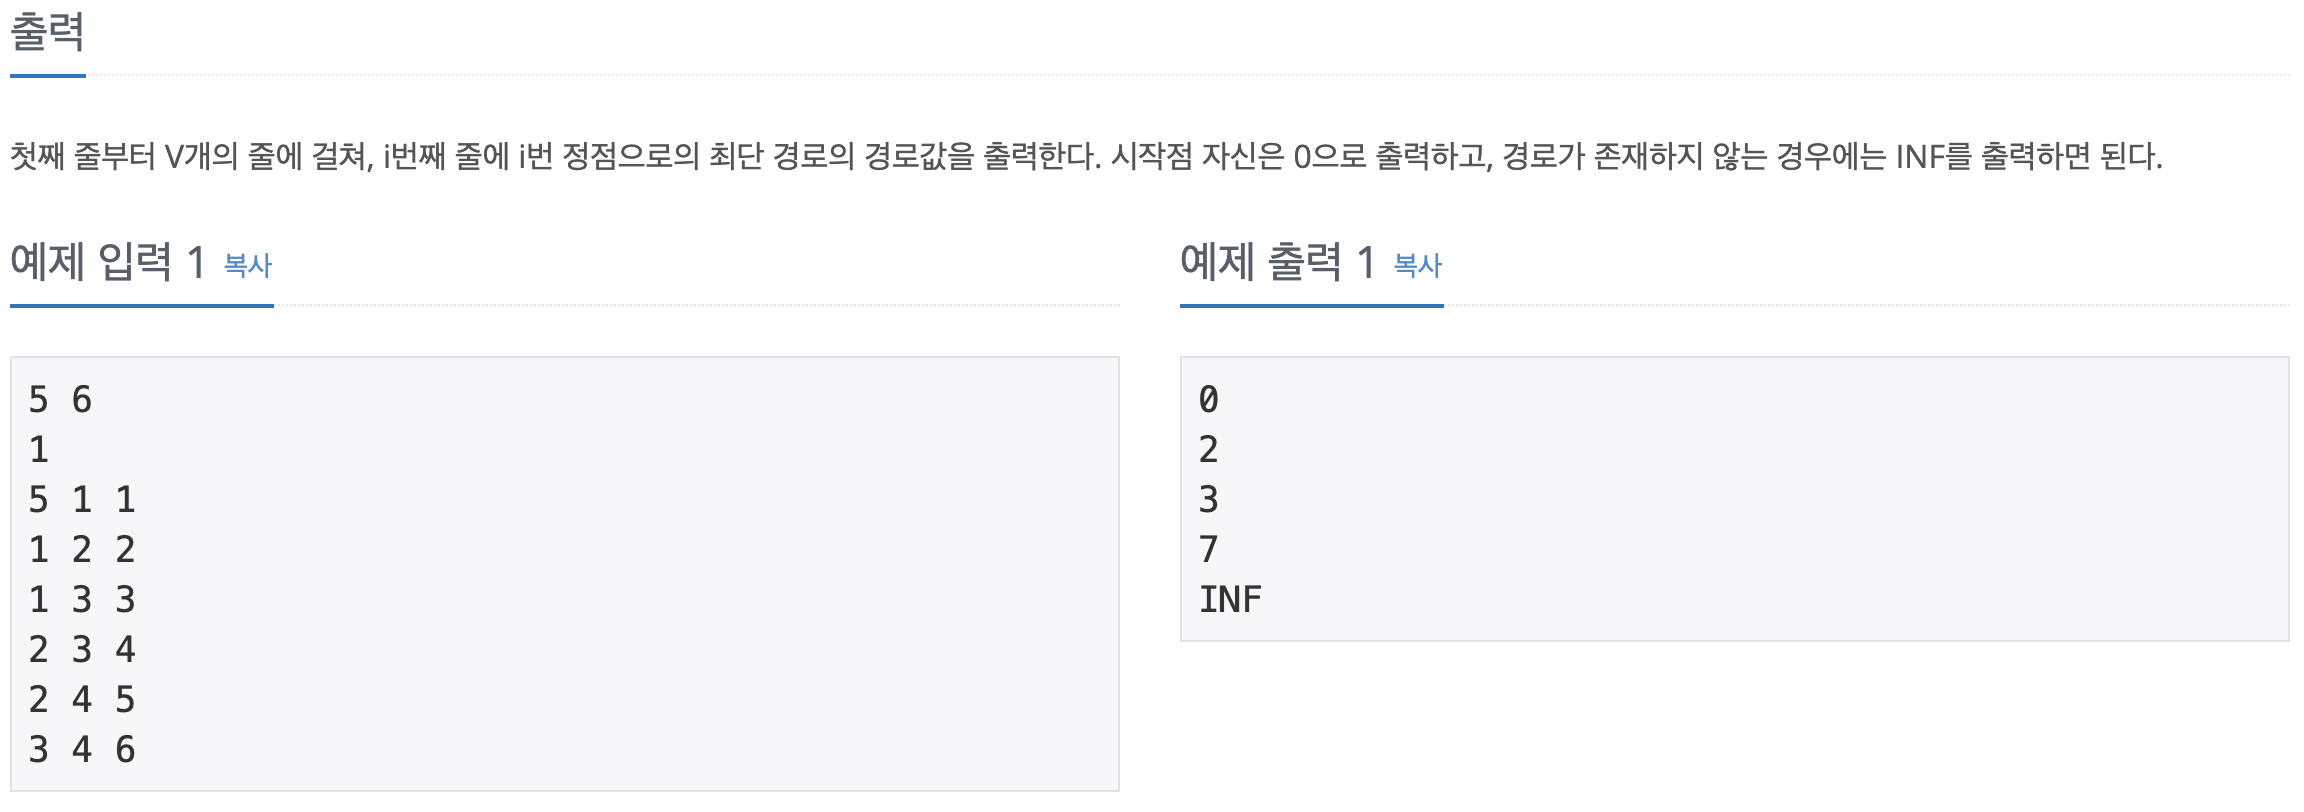 출력
첫째 줄부터 V개의 줄에 걸쳐, i번째 줄에 i번 정점으로의 최단 경로의 경로값을 출력한다. 시작점 자신은 0으로 출력하고, 경로가 존재하지 않는 경우에는 INF를 출력하면 된다.
예제 입력 1 복사
5 6
1
5 1 1
1 2 2
1 3 3
2 3 4
2 4 5
3 4 6
예제 출력 1 복사
0
2
3
7
INF